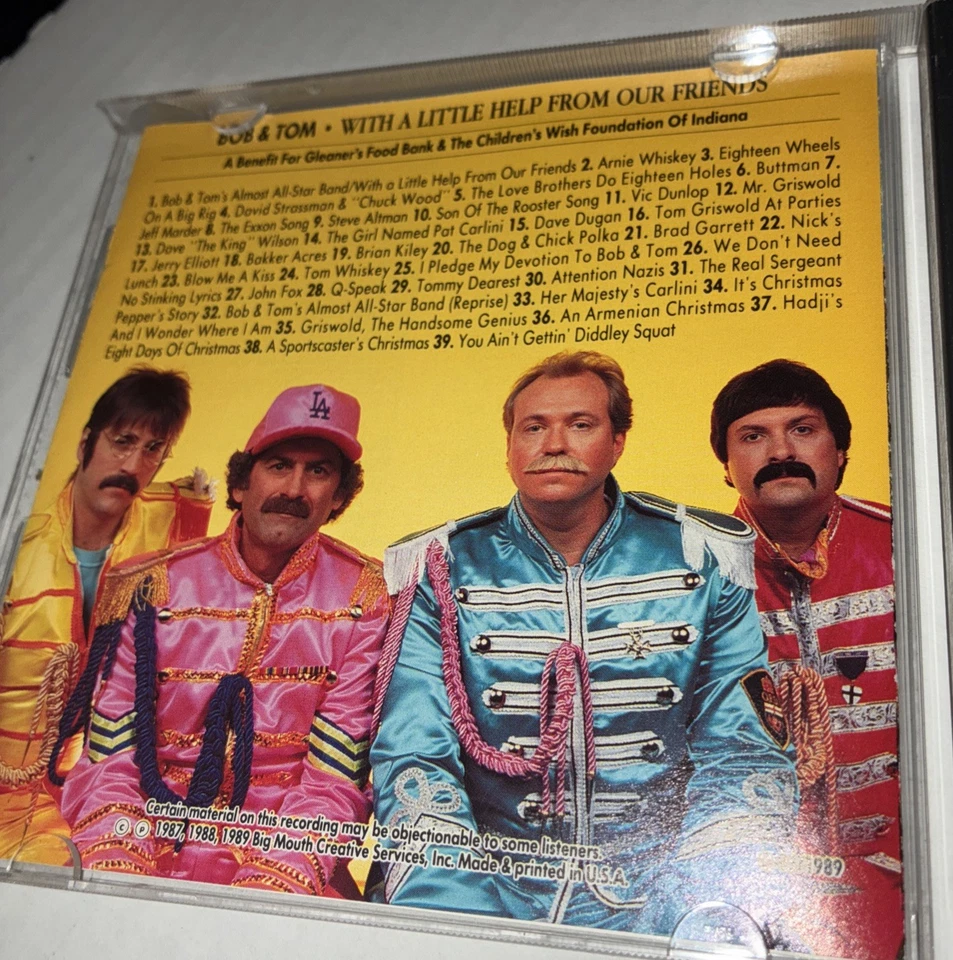 BOB & TOM • WITH A LITTLE HELP FROM OUR FRIENDS
A Benefit For Gleaner's Food Bank & The Children's Wish Foundation Of Indiana
1. Bob & Tom's Almost All-Star Band/With a Little Help From Our Friends 2. Arnie Whiskey 3. Eighteen Wheels
On A Big Rig 4. David Strassman & "Chuck Wood" 5. The Love Brothers Do Eighteen Holes 6. Buttman 7.
Jeff Marder 8. The Exxon Song 9. Steve Altman 10. Son Of The Rooster Song 11. Vic Dunlop 12. Mr. Griswold
13. Dave "The King" Wilson 14. The Girl Named Pat Carlini 15. Dave Dugan 16. Tom Griswold At Parties
17. Jerry Elliott 18. Bakker Acres 19. Brian Kiley 20. The Dog & Chick Polka 21. Brad Garrett 22. Nick's
Lunch 23. Blow Me A Kiss 24. Tom Whiskey 25. I Pledge My Devotion To Bob & Tom 26. We Don't Need
No Stinking Lyrics 27. John Fox 28. Q-Speak 29. Tommy Dearest 30. Attention Nazis 31. The Real Sergeant
Pepper's Story 32. Bob & Tom's Almost All-Star Band (Reprise) 33. Her Majesty's Carlini 34. It's Christmas
And I Wonder Where I Am 35. Griswold, The Handsome Genius 36. An Armenian Christmas 37. Hadji's
Eight Days Of Christmas 38. A Sportscaster's Christmas 39. You Ain't Gettin' Diddley Squat
LA
Certain material on this recording may be objectionable to some listeners.
© ℗ 1987, 1988, 1989 Big Mouth Creative Services, Inc. Made & printed in U.S.A.
1989